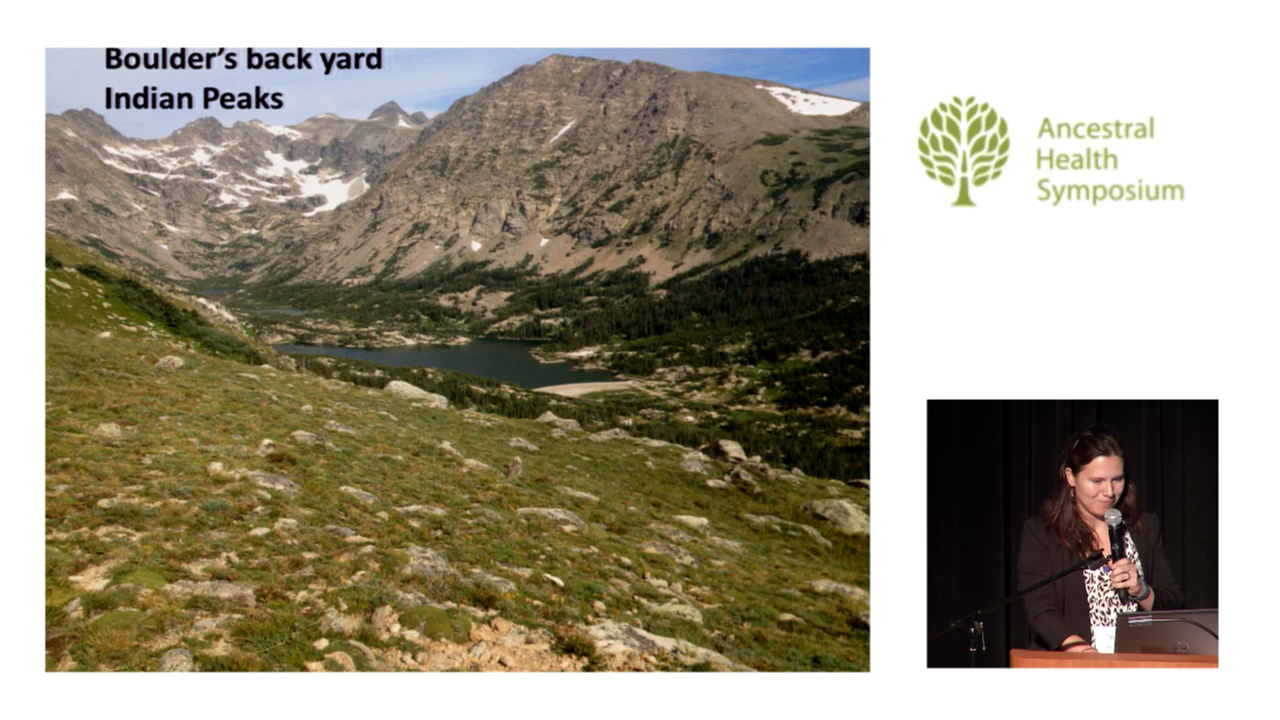 Boulder’s back yard
Indian Peaks
Ancestral
Health
Symposium